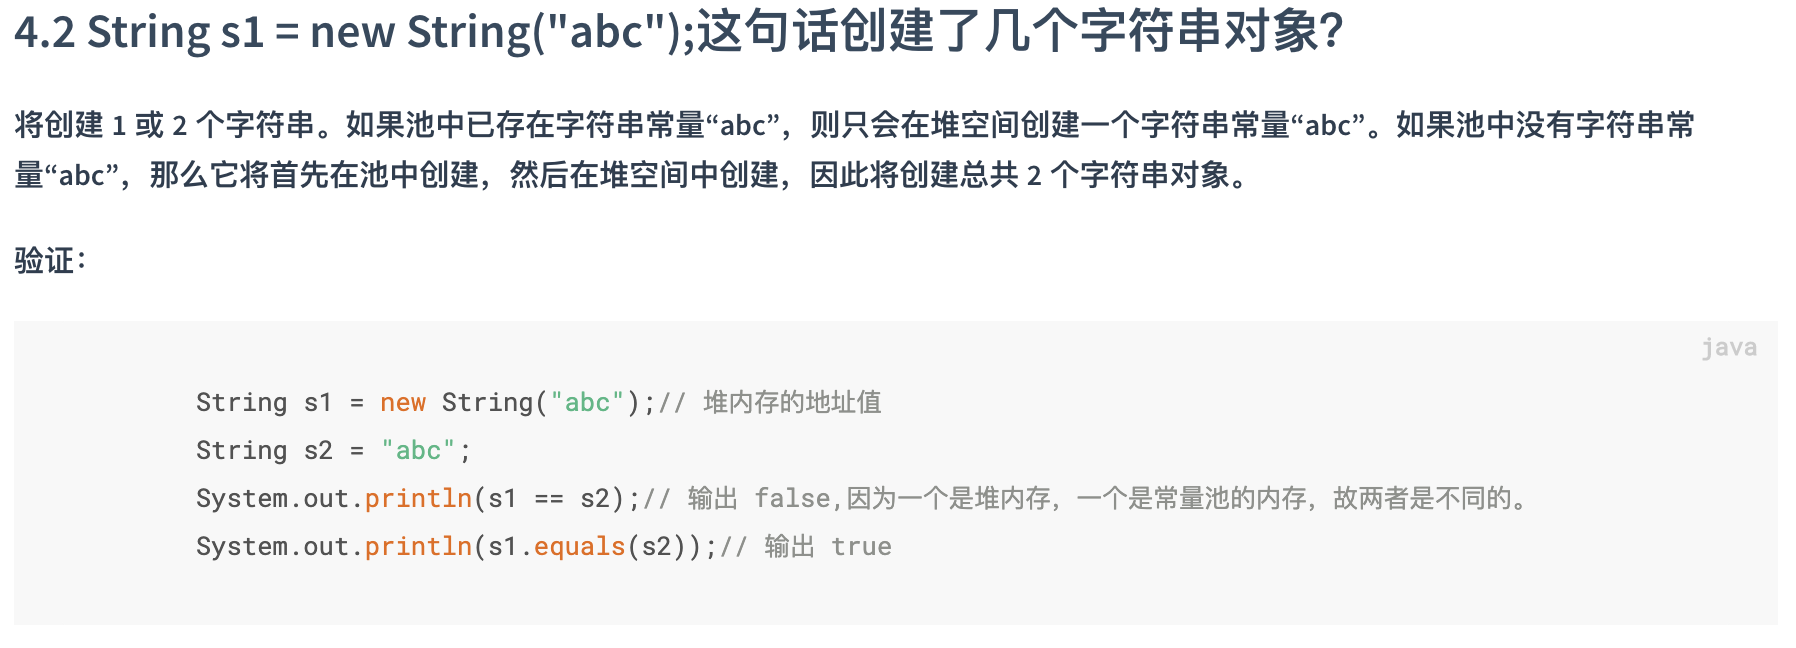 4.2 String s1 = new String("abc");这句话创建了几个字符串对象？
将创建 1 或 2 个字符串。如果池中已存在字符串常量“abc”，则只会在堆空间创建一个字符串常量“abc”。如果池中没有字符串常
量“abc”，那么它将首先在池中创建，然后在堆空间中创建，因此将创建总共 2 个字符串对象。
验证：
java
String s1 = new String("abc");// 堆内存的地址值
String s2 = "abc";
System.out.println(s1 == s2);// 输出 false,因为一个是堆内存，一个是常量池的内存，故两者是不同的。
System.out.println(s1.equals(s2));// 输出 true